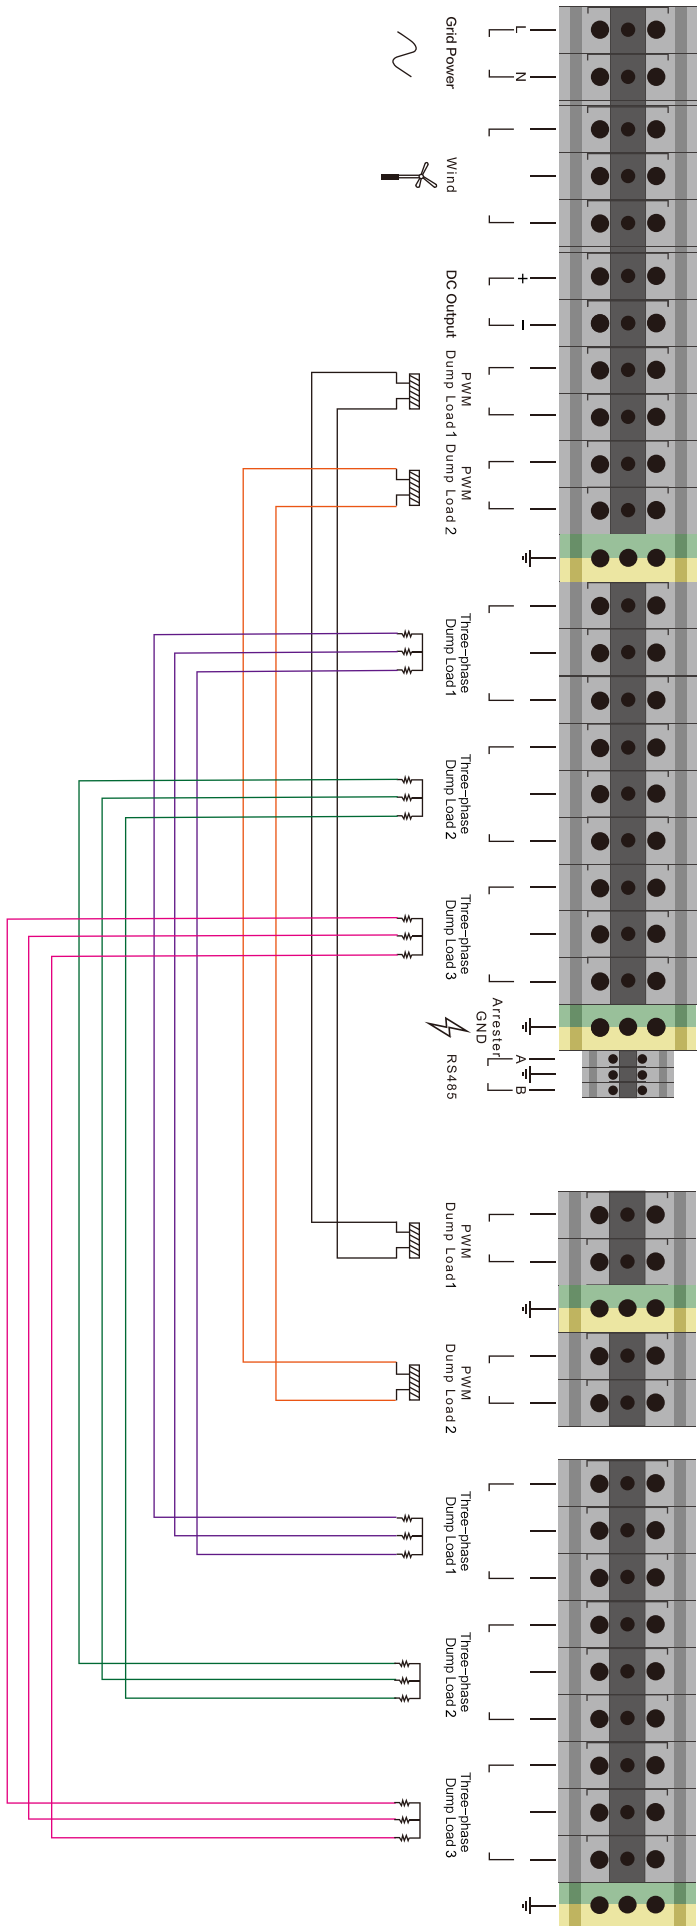 L
N
Grid Power
Wind
+
−
DC Output
PWM
Dump Load1
PWM
Dump Load 2
Three-phase
Dump Load1
Three-phase
Dump Load 2
Three-phase
Dump Load 3
Arrester
GND
A
B
RS485
PWM
Dump Load1
PWM
Dump Load2
Three-phase
Dump Load1
Three-phase
Dump Load 2
Three-phase
Dump Load 3